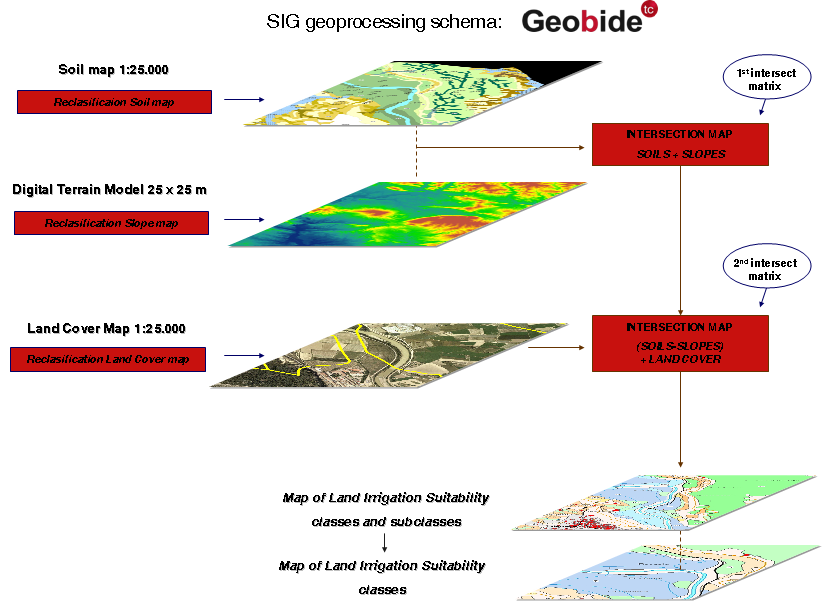 SIG geoprocessing schema: Geobide tc
Soil map 1:25.000
Reclasificaion Soil map
1st intersect
matrix
INTERSECTION MAP
SOILS + SLOPES
Digital Terrain Model 25 x 25 m
Reclasification Slope map
2nd intersect
matrix
Land Cover Map 1:25.000
Reclasification Land Cover map
INTERSECTION MAP
(SOILS-SLOPES)
+ LANDCOVER
Map of Land Irrigation Suitability
classes and subclasses
Map of Land Irrigation Suitability
classes